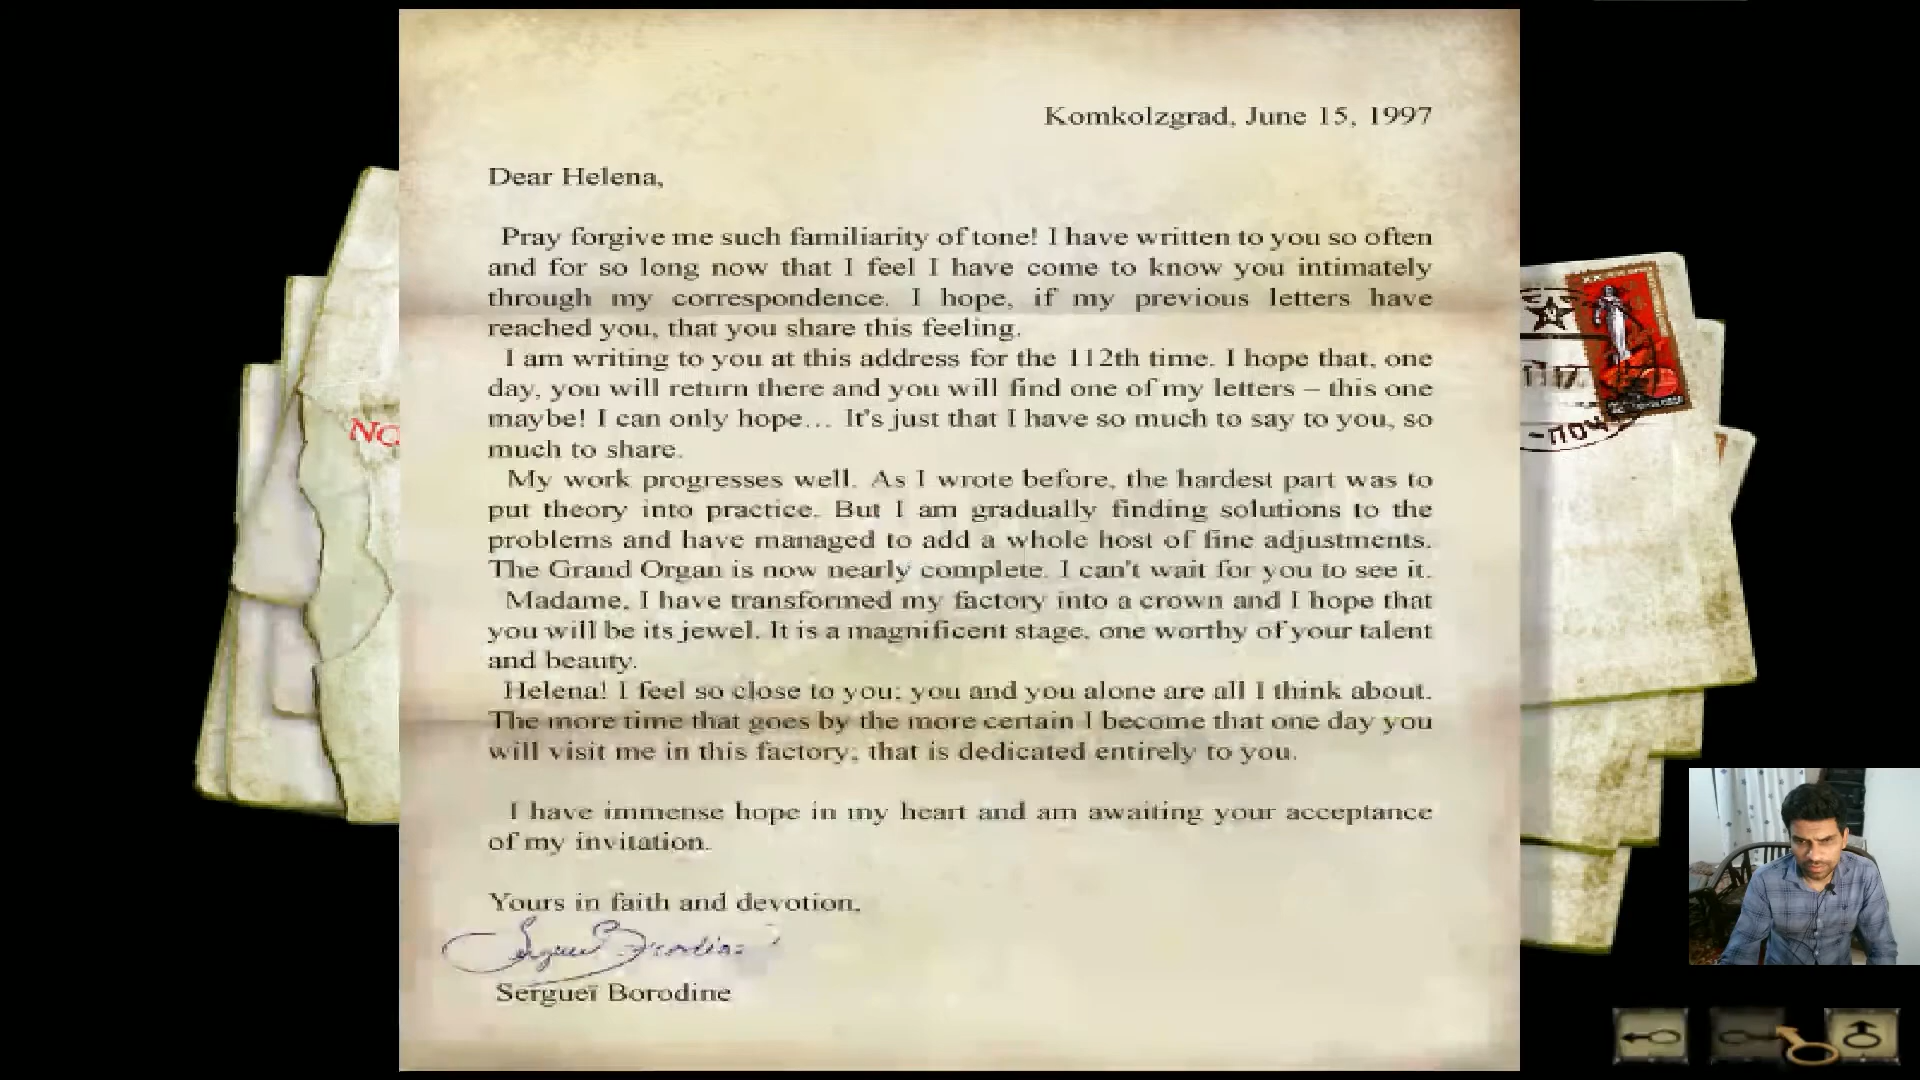 Komkolzgrad, June 15, 1997
Dear Helena,
Pray forgive me such familiarity of tone! I have written to you so often
and for so long now that I feel I have come to know you intimately
through my correspondence. I hope, if my previous letters have
reached you, that you share this feeling.
I am writing to you at this address for the 112th time. I hope that, one
day, you will return there and you will find one of my letters – this one
maybe! I can only hope... It's just that I have so much to say to you, so
much to share.
My work progresses well. As I wrote before, the hardest part was to
put theory into practice. But I am gradually finding solutions to the
problems and have managed to add a whole host of fine adjustments.
The Grand Organ is now nearly complete. I can't wait for you to see it.
Madame, I have transformed my factory into a crown and I hope that
you will be its jewel. It is a magnificent stage, one worthy of your talent
and beauty.
Helena! I feel so close to you; you and you alone are all I think about.
The more time that goes by the more certain I become that one day you
will visit me in this factory; that is dedicated entirely to you.
I have immense hope in my heart and am awaiting your acceptance
of my invitation.
Yours in faith and devotion,
Serguei Borodine
Sergueï Borodine
NO